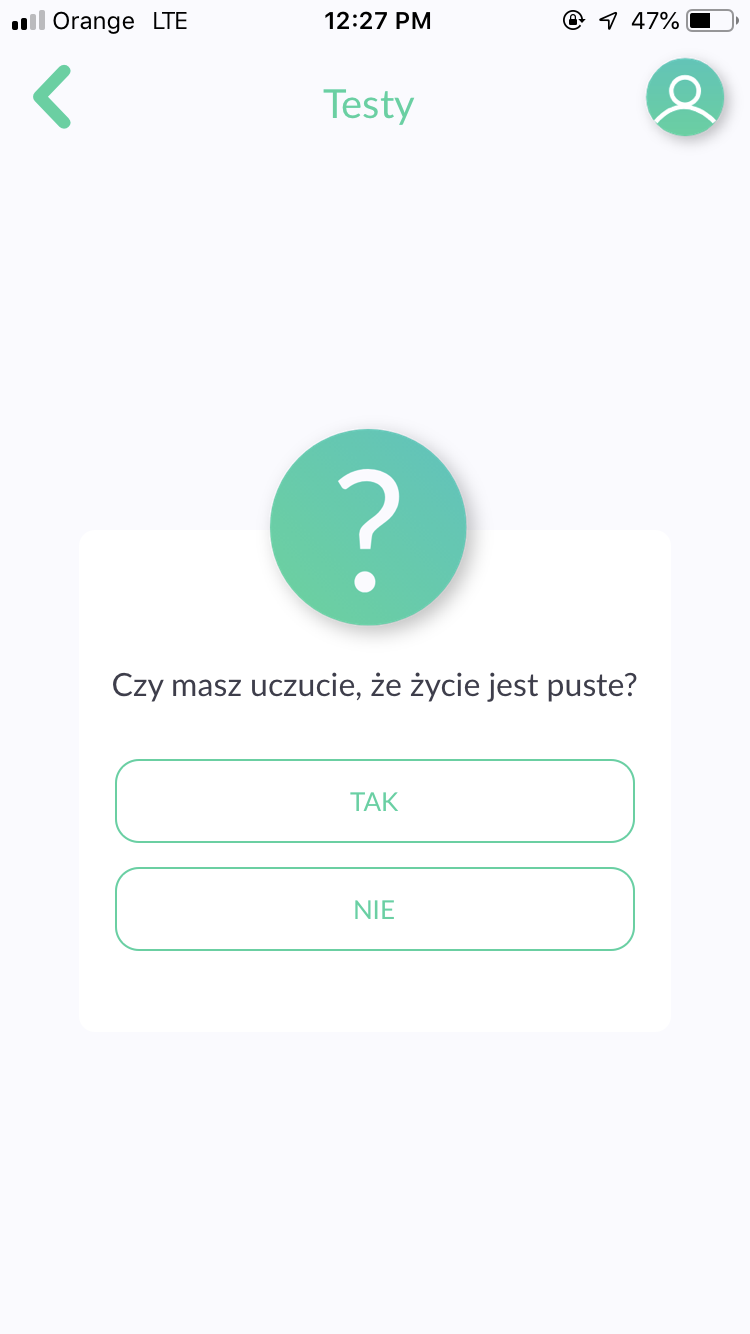 Orange LTE 12:27 PM 47%
Testy
?
Czy masz uczucie, że życie jest puste?
TAK
NIE